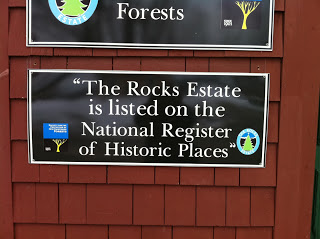 Forests
“The Rocks Estate
is listed on the
National Register
of Historic Places”